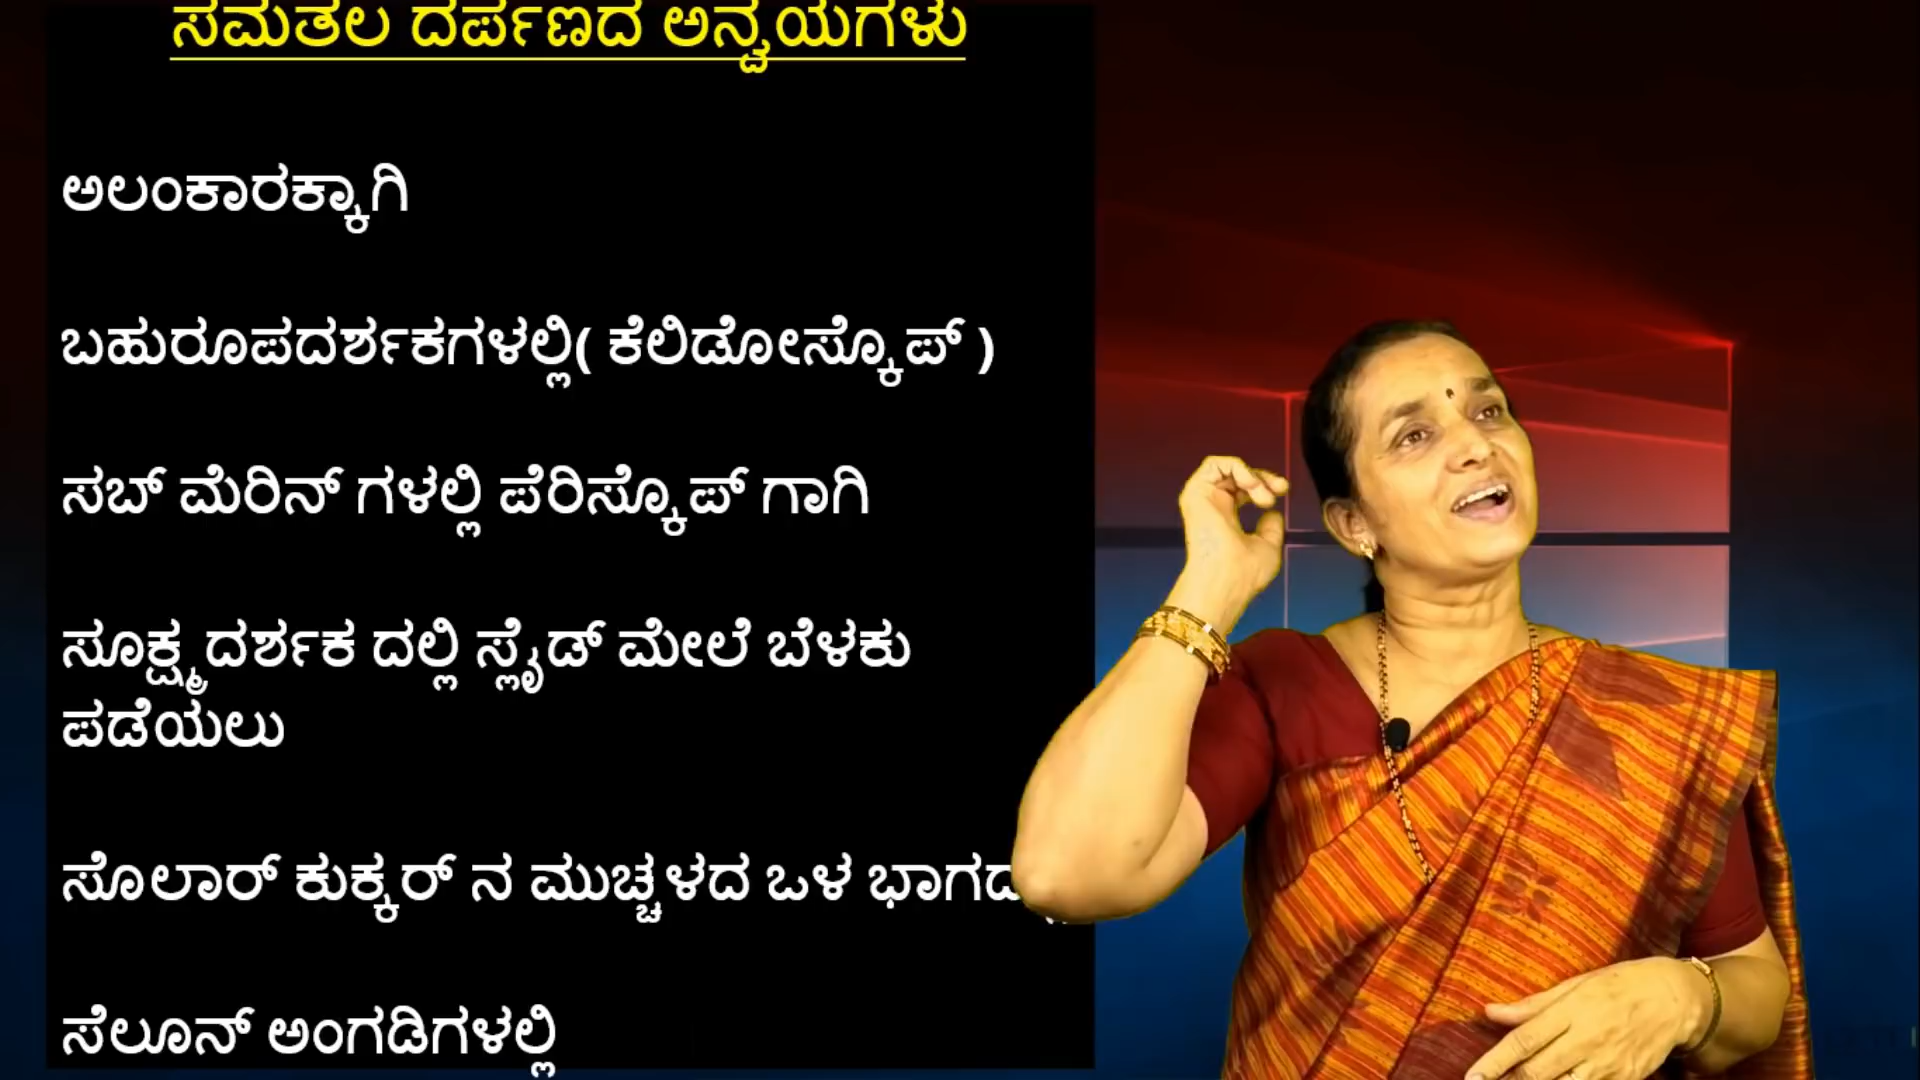 ಸಮತಲ ದರ್ಪಣದ ಅನ್ವಯಗಳು
ಅಲಂಕಾರಕ್ಕಾಗಿ
ಬಹುರೂಪದರ್ಶಕಗಳಲ್ಲಿ( ಕೆಲಿಡೋಸ್ಕೊಪ್ )
ಸಬ್ ಮೆರಿನ್ ಗಳಲ್ಲಿ ಪೆರಿಸ್ಕೊಪ್ ಗಾಗಿ
ಸೂಕ್ಷ್ಮದರ್ಶಕ ದಲ್ಲಿ ಸ್ಲೈಡ್ ಮೇಲೆ ಬೆಳಕು
ಪಡೆಯಲು
ಸೊಲಾರ್ ಕುಕ್ಕರ್ ನ ಮುಚ್ಚಳದ ಒಳ
ಸೆಲೂನ್ ಅಂಗಡಿಗಳಲ್ಲಿ